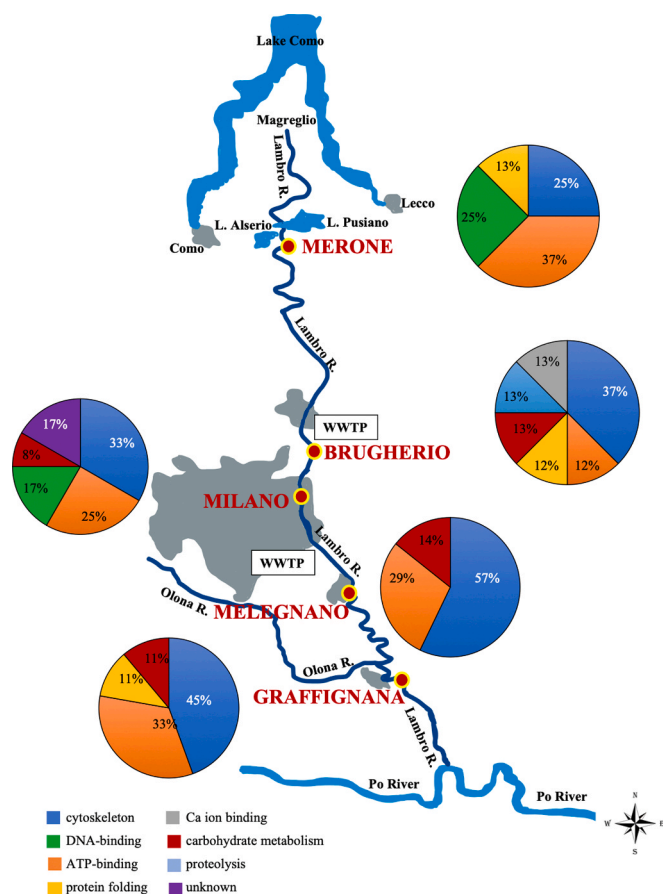 Lake Como
Magreglio
Lambro R.
Lecco
L. Alserio
L. Pusiano
Como
MERONE
13%
25%
25%
37%
Lambro R.
WWTP
BRUGHERIO
13%
37%
13%
13%
12%
12%
17%
33%
8%
17%
25%
MILANO
Lambro R.
WWTP
14%
29%
57%
Olona R.
MELEGNANO
Olona R.
GRAFFIGNANA
11%
45%
11%
33%
Lambro R.
Po River
Po River
N
W
E
S
cytoskeleton
Ca ion binding
DNA-binding
carbohydrate metabolism
ATP-binding
proteolysis
protein folding
unknown